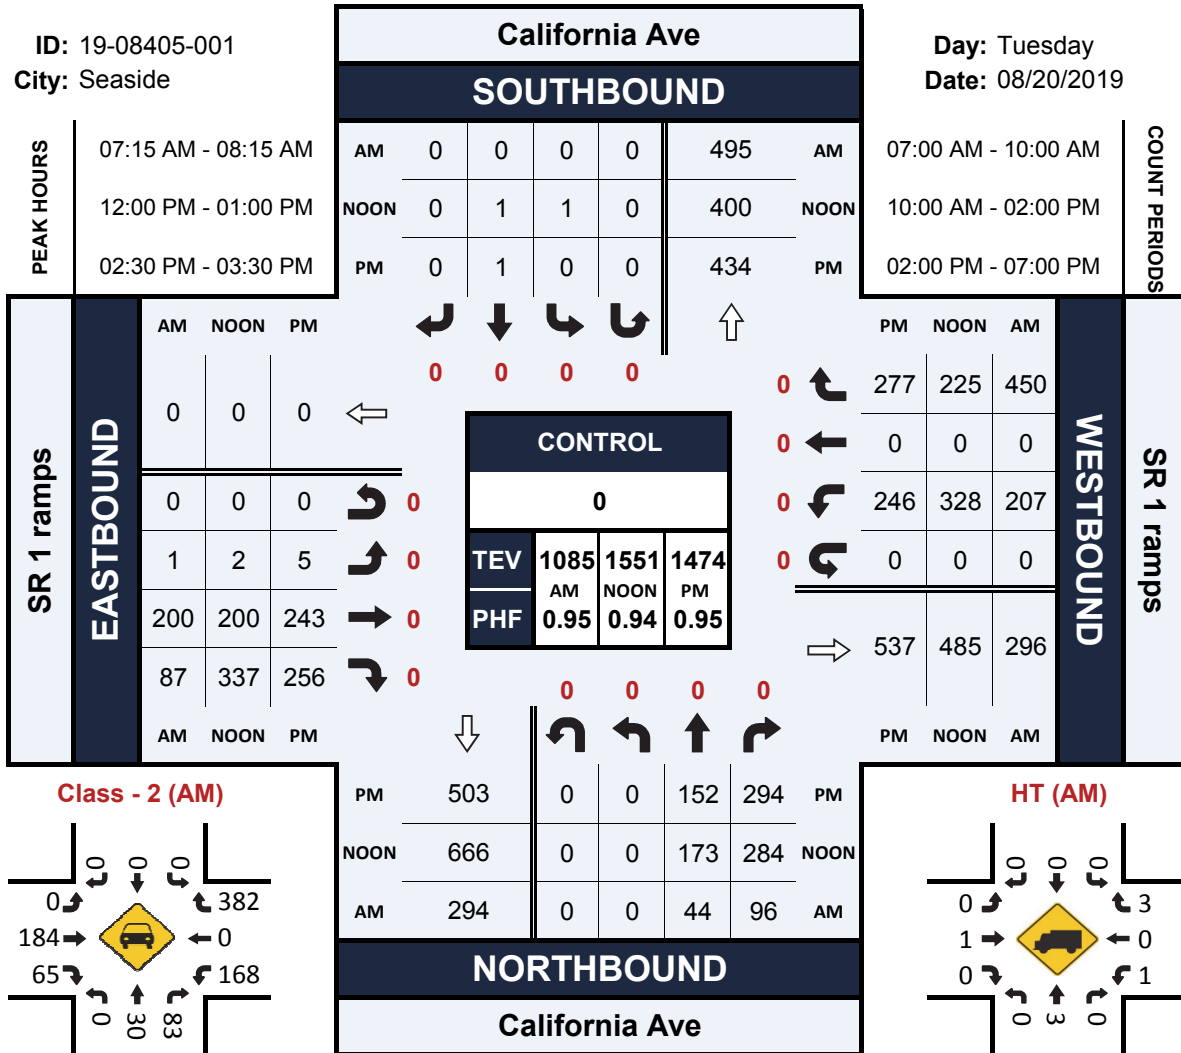 California Ave
ID: 19-08405-001
Day: Tuesday
City: Seaside
SOUTHBOUND
Date: 08/20/2019
PEAK HOURS
07:15 AM - 08:15 AM
12:00 PM - 01:00 PM
02:30 PM - 03:30 PM
AM 0 0 0 0 495 AM
NOON 0 1 1 0 400 NOON
PM 0 1 0 0 434 PM
07:00 AM - 10:00 AM
10:00 AM - 02:00 PM
02:00 PM - 07:00 PM
COUNT PERIODS
0 0 0 0
SR 1 ramps
EASTBOUND
AM NOON PM
0 0 0
0 0 0 0
1 2 5 0
200 200 243 0
87 337 256 0
AM NOON PM
CONTROL
0
TEV 1085 1551 1474
AM NOON PM
PHF 0.95 0.94 0.95
PM NOON AM
0 277 225 450
0 0 0 0
0 246 328 207
0 0 0 0
537 485 296
PM NOON AM
WESTBOUND
SR 1 ramps
0 0 0 0
PM 503 0 0 152 294 PM
NOON 666 0 0 173 284 NOON
AM 294 0 0 44 96 AM
NORTHBOUND
California Ave
Class - 2 (AM)
0 0 0
0 382
184 0
65 168
0 30 83
HT (AM)
0 0 0
0 3
1 0
0 1
0 3 0